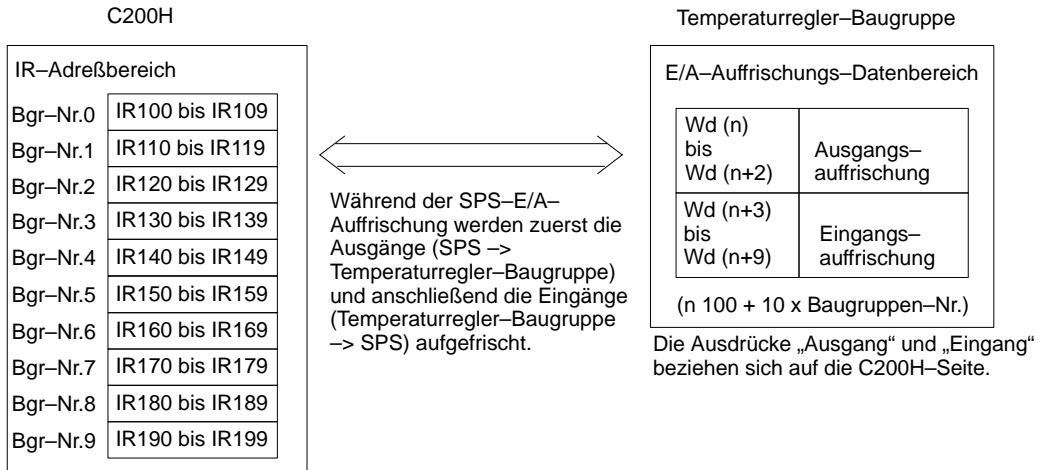 C200H
IR–Adreßbereich
Bgr–Nr.0 IR100 bis IR109
Bgr–Nr.1 IR110 bis IR119
Bgr–Nr.2 IR120 bis IR129
Bgr–Nr.3 IR130 bis IR139
Bgr–Nr.4 IR140 bis IR149
Bgr–Nr.5 IR150 bis IR159
Bgr–Nr.6 IR160 bis IR169
Bgr–Nr.7 IR170 bis IR179
Bgr–Nr.8 IR180 bis IR189
Bgr–Nr.9 IR190 bis IR199
Während der SPS–E/A–
Auffrischung werden zuerst die
Ausgänge (SPS –>
Temperaturregler–Baugruppe)
und anschließend die Eingänge
(Temperaturregler–Baugruppe
–> SPS) aufgefrischt.
Temperaturregler–Baugruppe
E/A–Auffrischungs–Datenbereich
Wd (n)
bis
Wd (n+2)
Ausgangs–
auffrischung
Wd (n+3)
bis
Wd (n+9)
Eingangs–
auffrischung
(n 100 + 10 x Baugruppen–Nr.)
Die Ausdrücke „Ausgang“ und „Eingang“
beziehen sich auf die C200H–Seite.